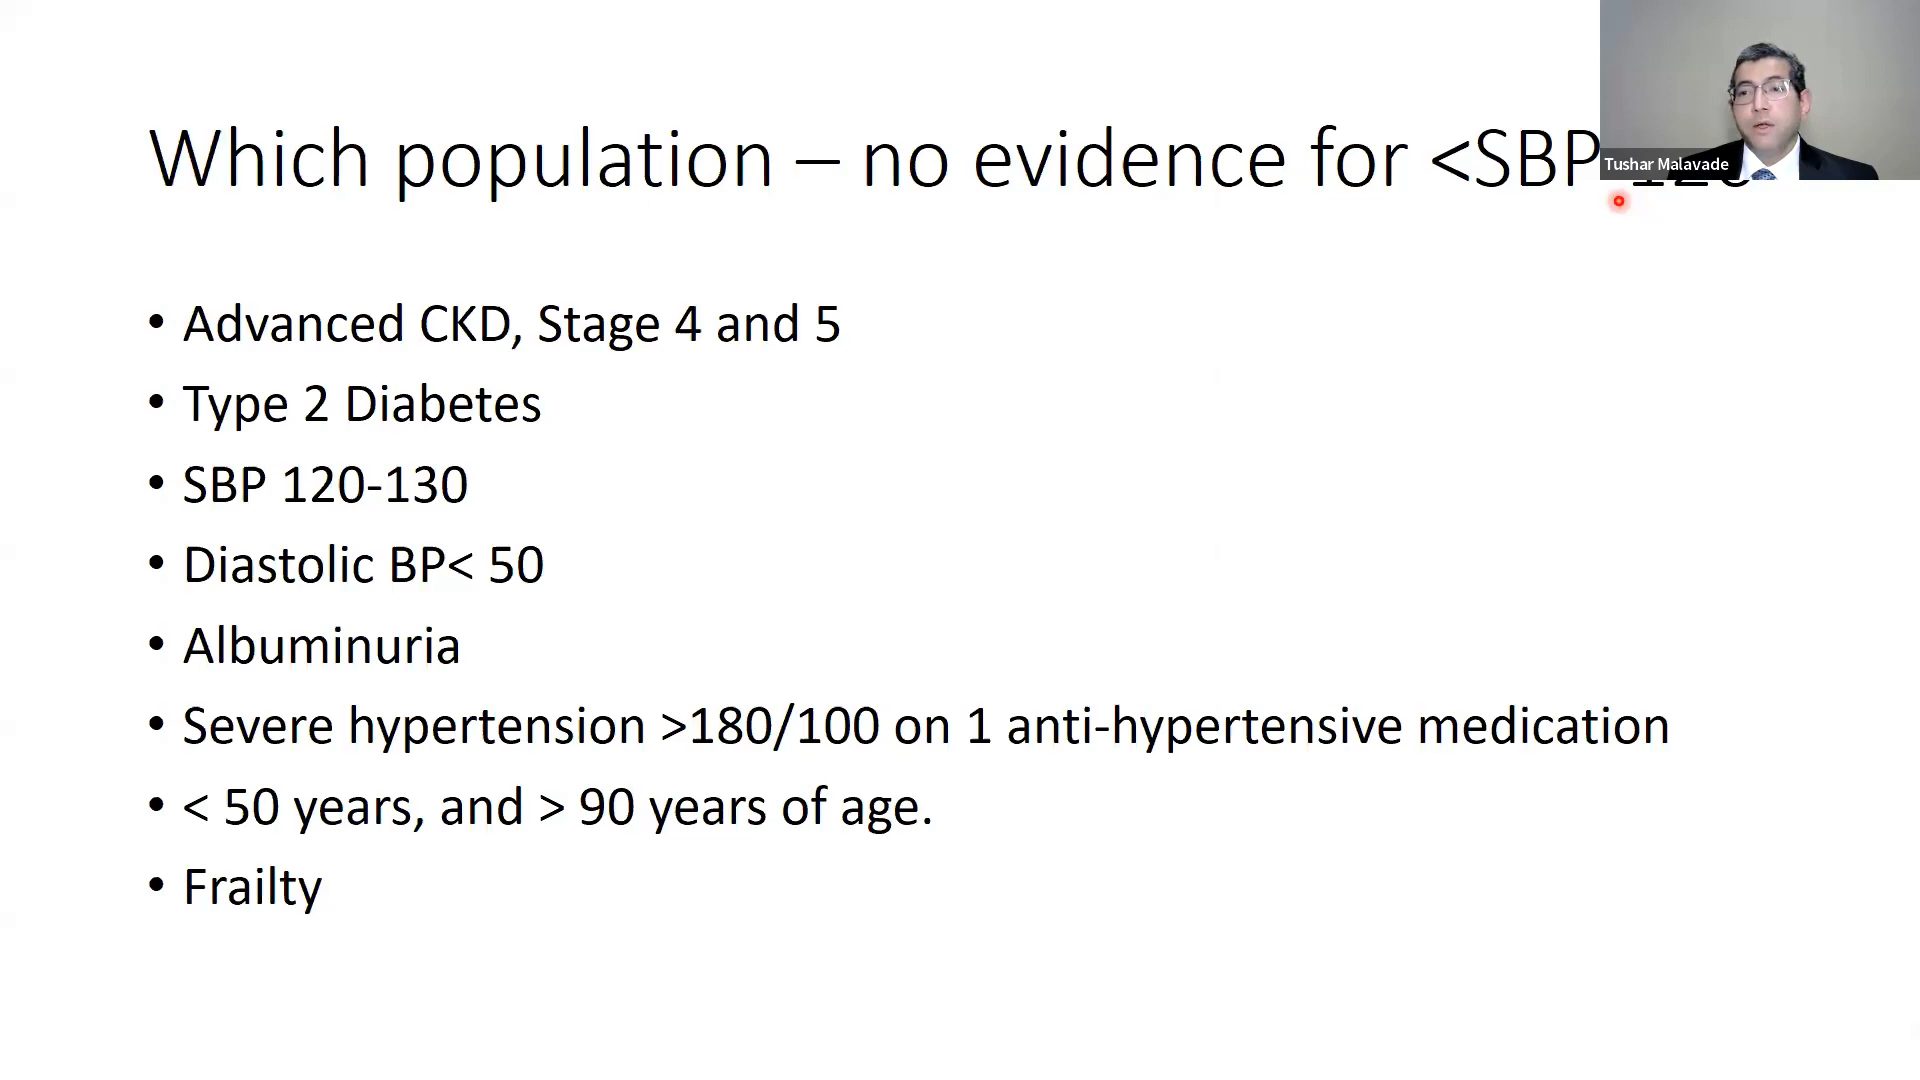 Which population – no evidence for <SBP
Tushar Malavade
• Advanced CKD, Stage 4 and 5
• Type 2 Diabetes
• SBP 120-130
• Diastolic BP< 50
• Albuminuria
• Severe hypertension >180/100 on 1 anti-hypertensive medication
• < 50 years, and > 90 years of age.
• Frailty